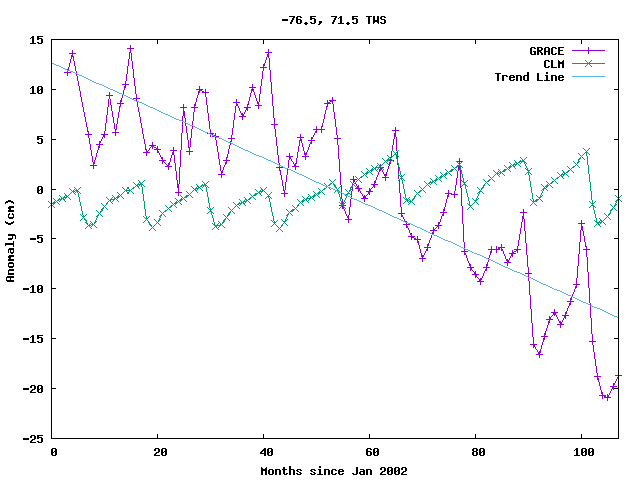 -76.5, 71.5 TWS
GRACE
CLM
Trend Line
15
10
5
0
-5
-10
-15
-20
-25
Anomaly (cm)
0 20 40 60 80 100
Months since Jan 2002